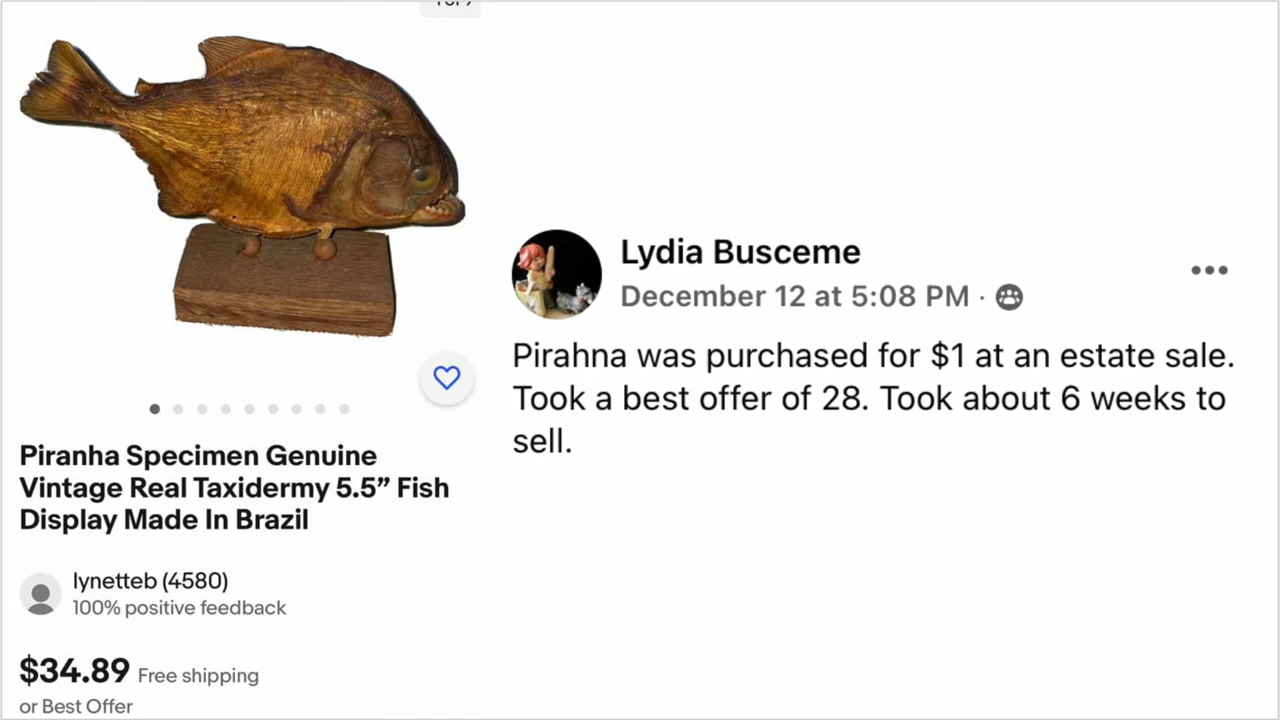 Piranha Specimen Genuine
Vintage Real Taxidermy 5.5” Fish
Display Made In Brazil
lynetteb (4580)
100% positive feedback
$34.89 Free shipping
or Best Offer
Lydia Busceme
December 12 at 5:08 PM ·
Pirahna was purchased for $1 at an estate sale.
Took a best offer of 28. Took about 6 weeks to
sell.